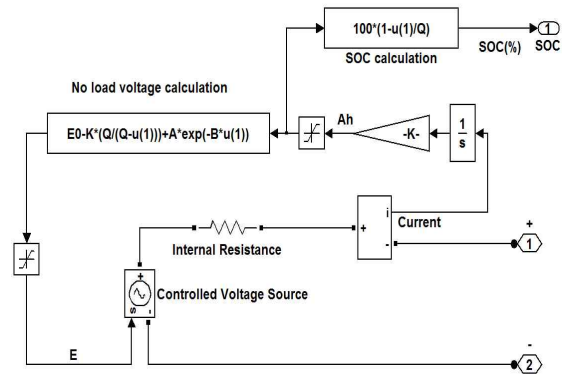 100*(1-u(1)/Q)
1
SOC(%)
SOC
SOC calculation
No load voltage calculation
E0-K*(Q/(Q-u(1)))+A*exp(-B*u(1))
Ah
-K-
1
s
i
+
-
Current
Internal Resistance
+
1
+
s
-
Controlled Voltage Source
E
-
2